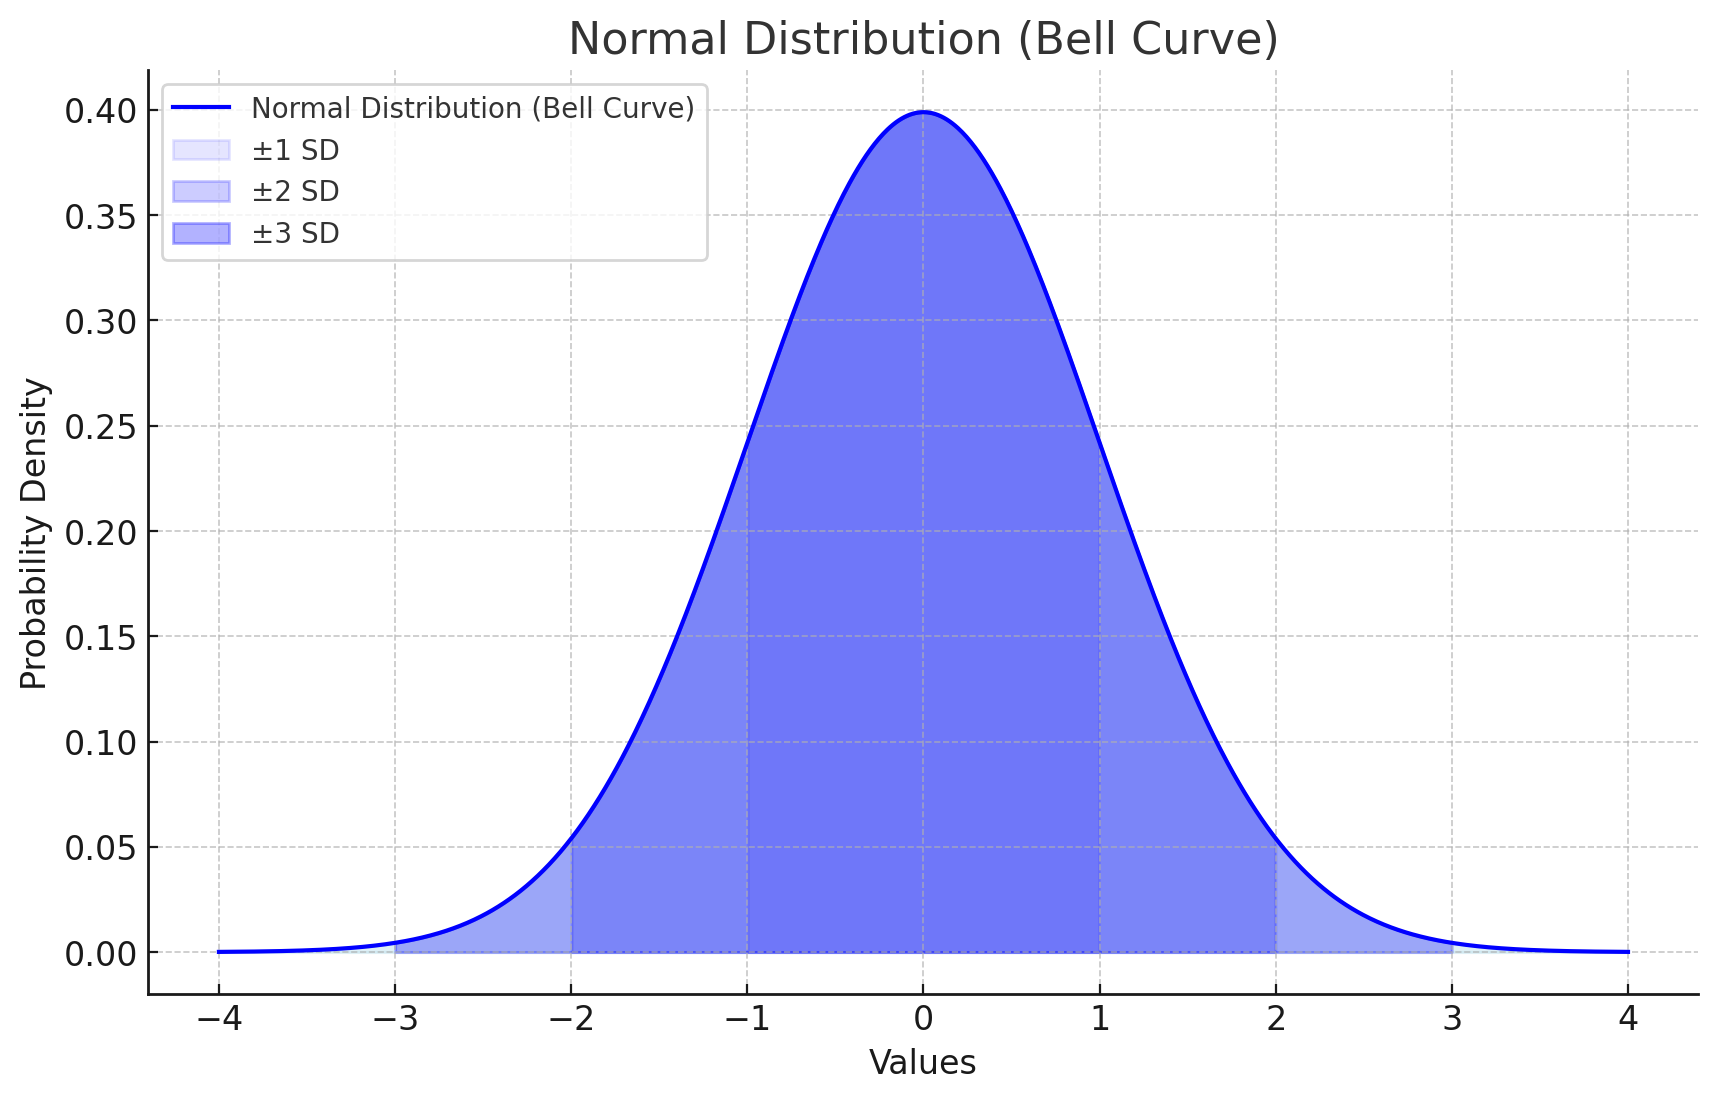 Normal Distribution (Bell Curve)
Normal Distribution (Bell Curve)
±1 SD
±2 SD
±3 SD
0.40
0.35
0.30
0.25
0.20
0.15
0.10
0.05
0.00
Probability Density
−4 −3 −2 −1 0 1 2 3 4
Values